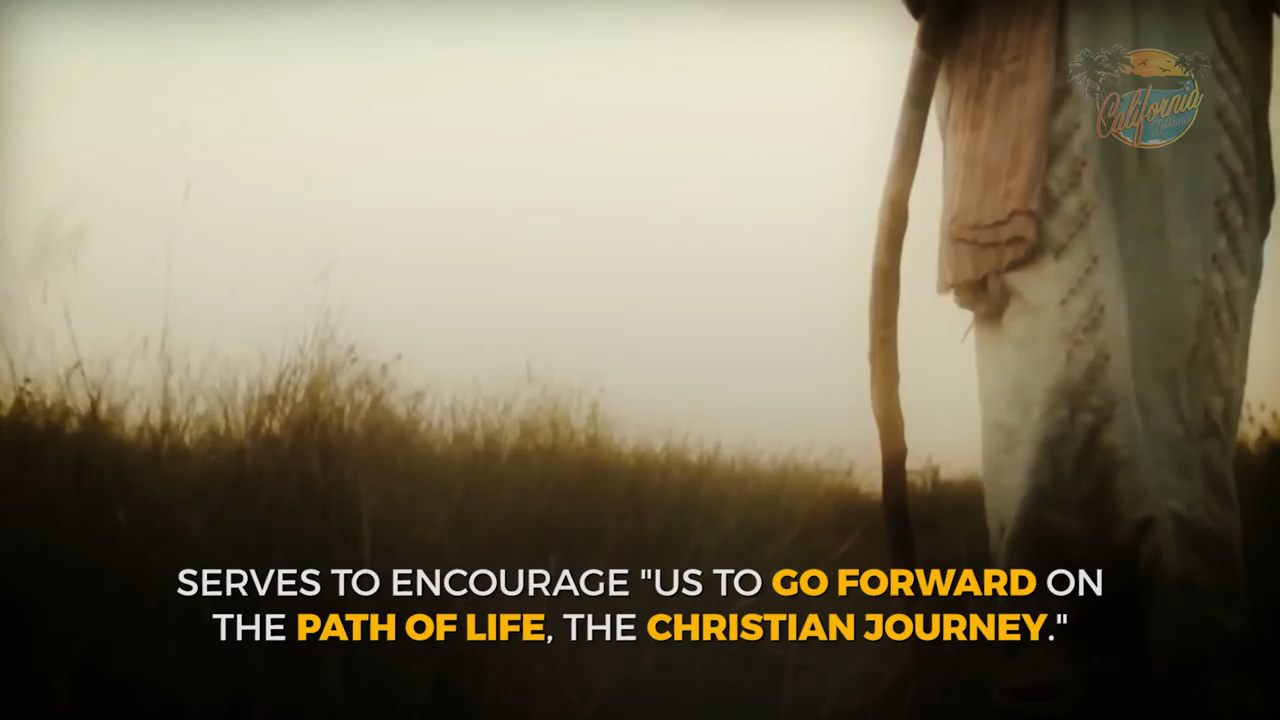 California
SERVES TO ENCOURAGE "US TO GO FORWARD ON
THE PATH OF LIFE, THE CHRISTIAN JOURNEY."